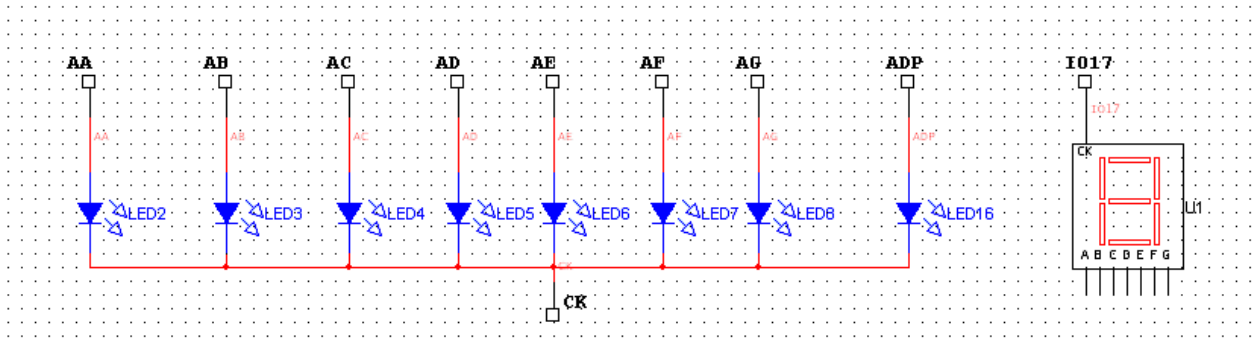 AA AB AC AD AE AF AG ADP IO17
IO17
AA AB AC AD AE AF AG ADP
CK
LED2 LED3 LED4 LED5 LED6 LED7 LED8 LED16 U1
A B C D E F G
CK
CK